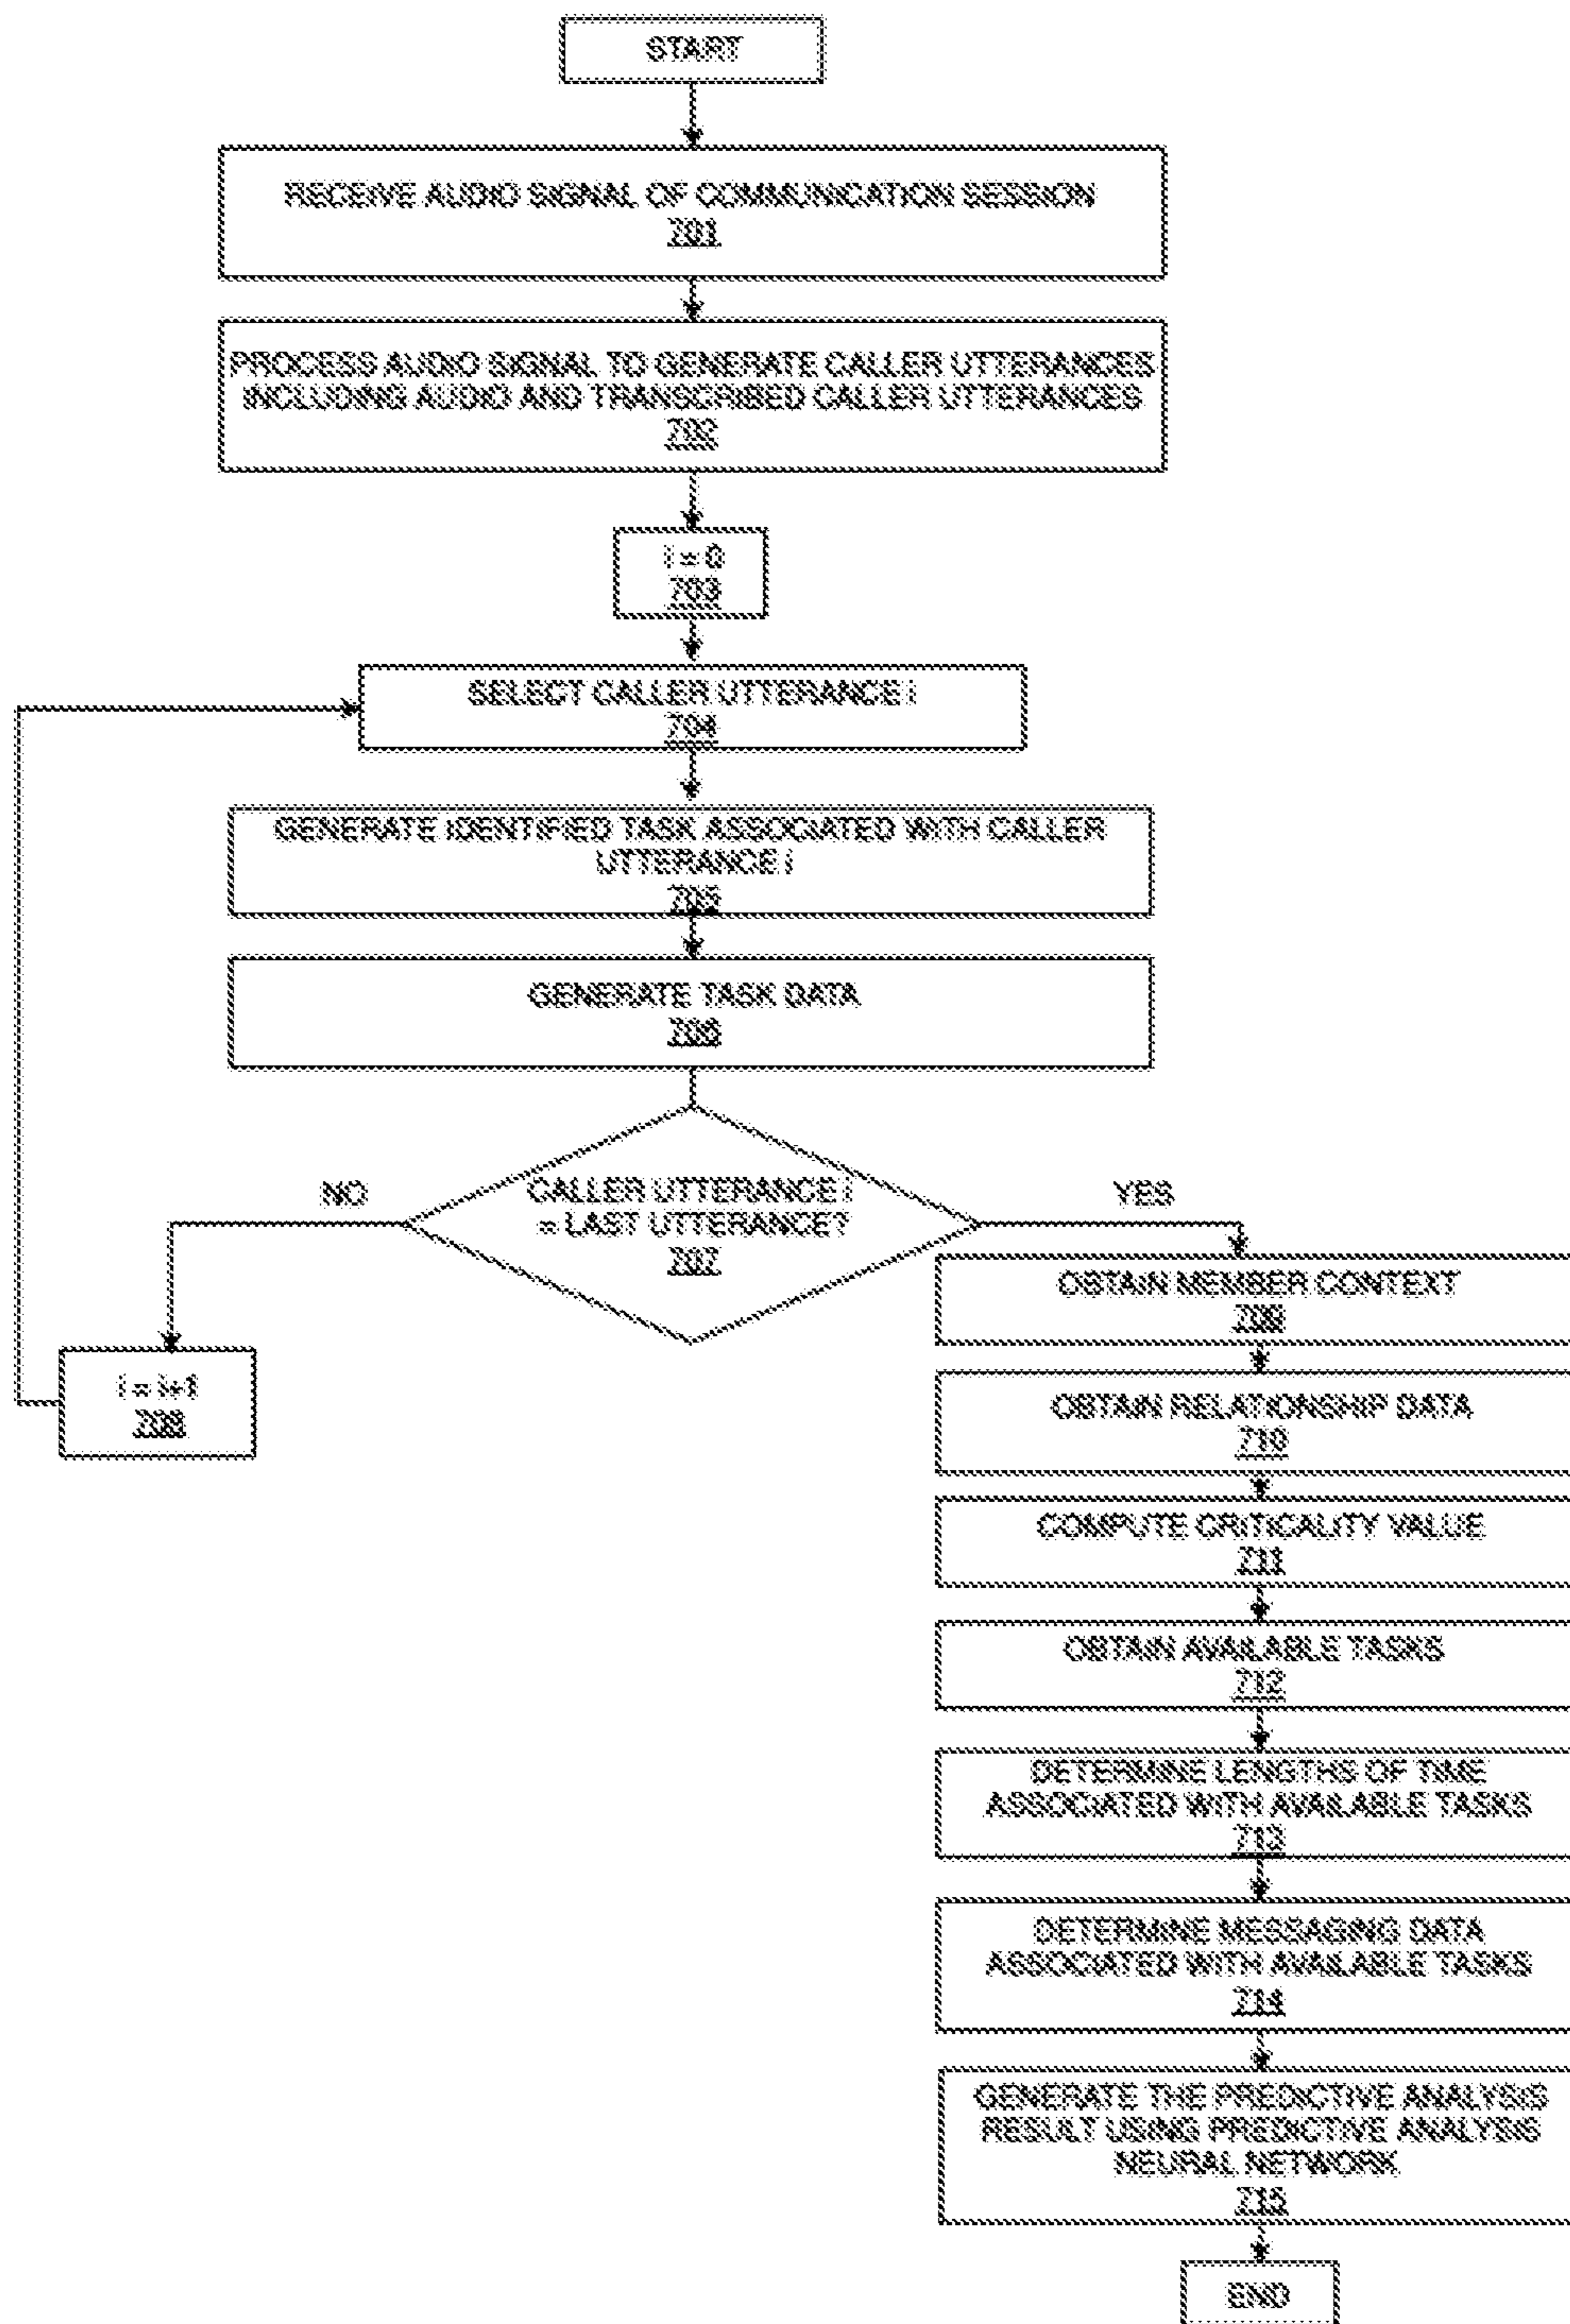 START
RECEIVE AUDIO SIGNAL OF COMMUNICATION SESSION
701
PROCESS AUDIO SIGNAL TO GENERATE CALLER UTTERANCES
INCLUDING AUDIO AND TRANSCRIBED CALLER UTTERANCES
702
i = 0
703
SELECT CALLER UTTERANCE i
704
GENERATE IDENTIFIED TASK ASSOCIATED WITH CALLER
UTTERANCE i
705
GENERATE TASK DATA
706
NO
CALLER UTTERANCE i
= LAST UTTERANCE?
707
YES
i = i+1
708
OBTAIN MEMBER CONTEXT
709
OBTAIN RELATIONSHIP DATA
710
COMPUTE CRITICALITY VALUE
711
OBTAIN AVAILABLE TASKS
712
DETERMINE LENGTHS OF TIME
ASSOCIATED WITH AVAILABLE TASKS
713
DETERMINE MESSAGING DATA
ASSOCIATED WITH AVAILABLE TASKS
714
GENERATE THE PREDICTIVE ANALYSIS
RESULT USING PREDICTIVE ANALYSIS
NEURAL NETWORK
715
END